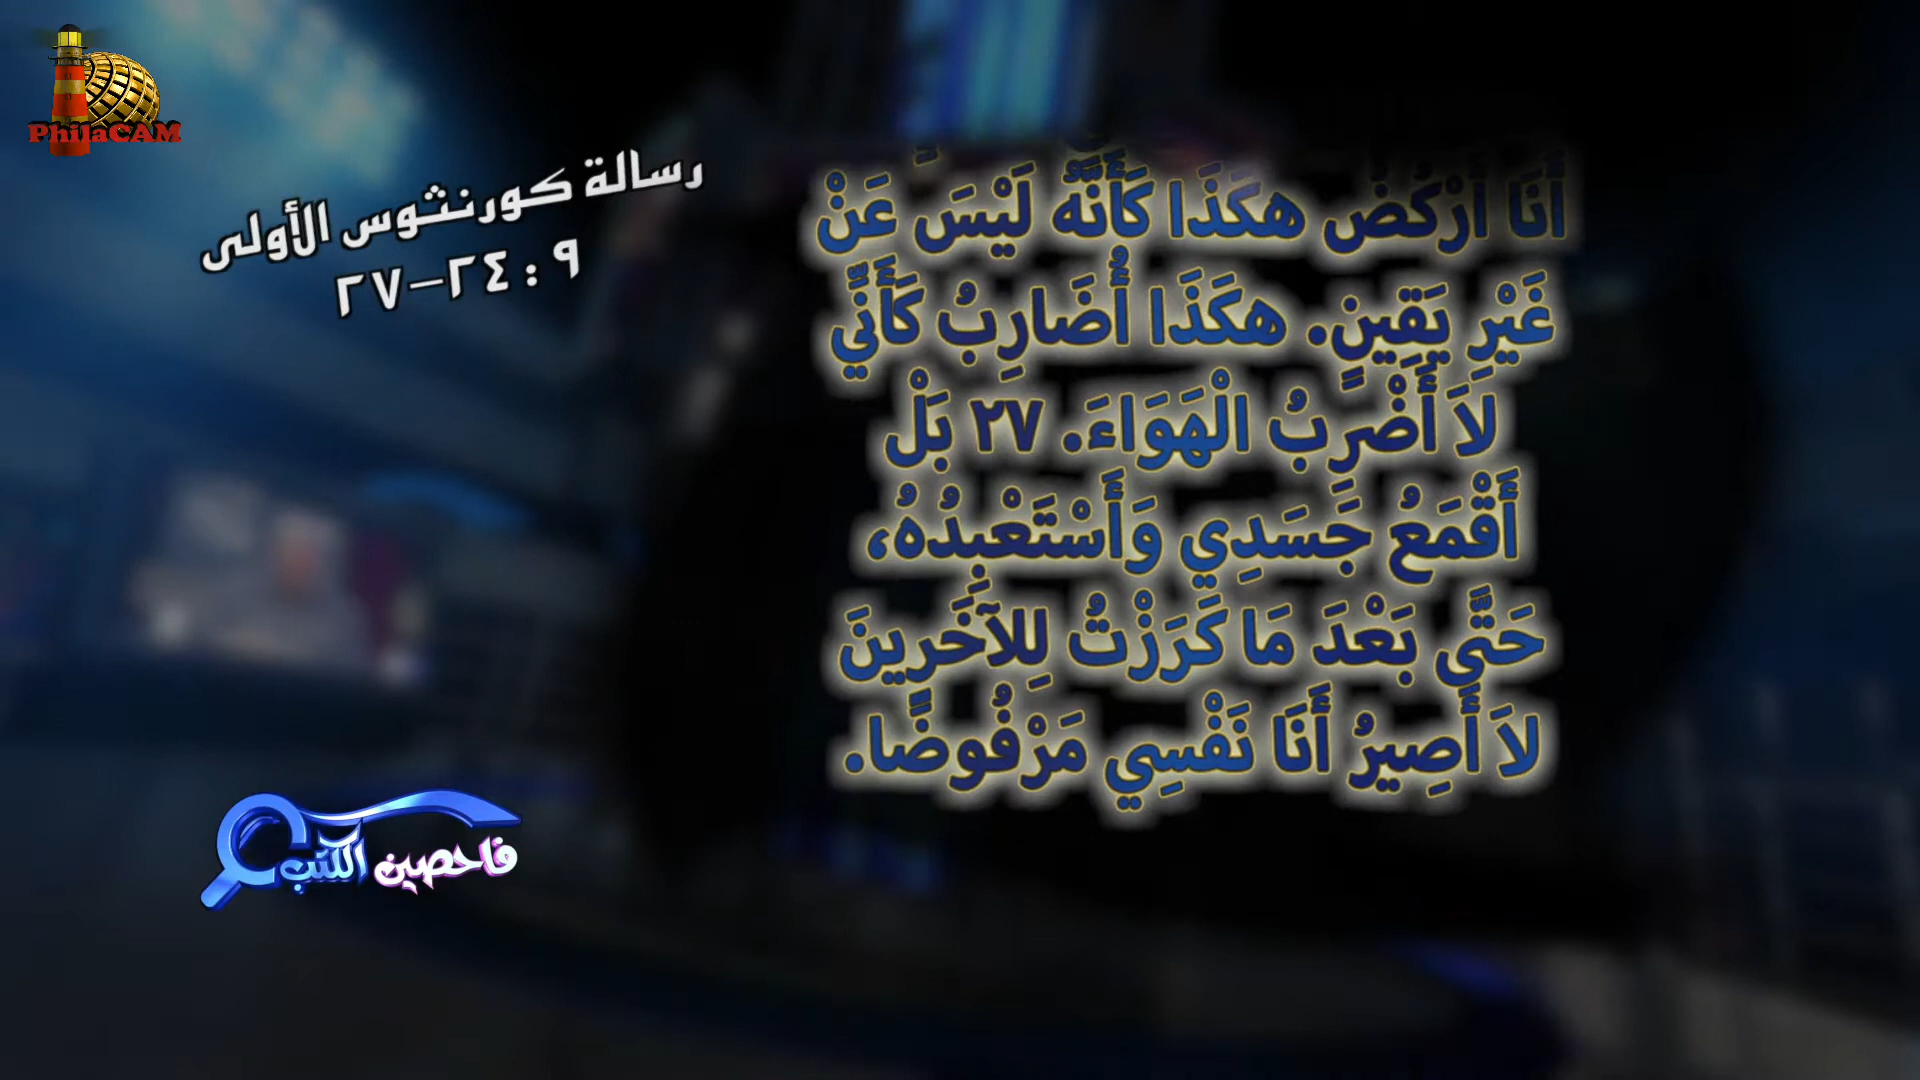 PhilaCAM
رسالة كورنثوس الأولى
٩ : ٢٤-٢٧
أَنَا أَرْكُضُ هكَذَا كَأَنَّهُ لَيْسَ عَنْ
غَيْرِ يَقِينٍ. هكَذَا أُضَارِبُ كَأَنِّي
لاَ أَضْرِبُ الْهَوَاءَ. ٢٧ بَلْ
أَقْمَعُ جَسَدِي وَأَسْتَعْبِدُهُ،
حَتَّى بَعْدَ مَا كَرَزْتُ لِلآخَرِينَ
لاَ أَصِيرُ أَنَا نَفْسِي مَرْفُوضًا.
فاحصين الكتب